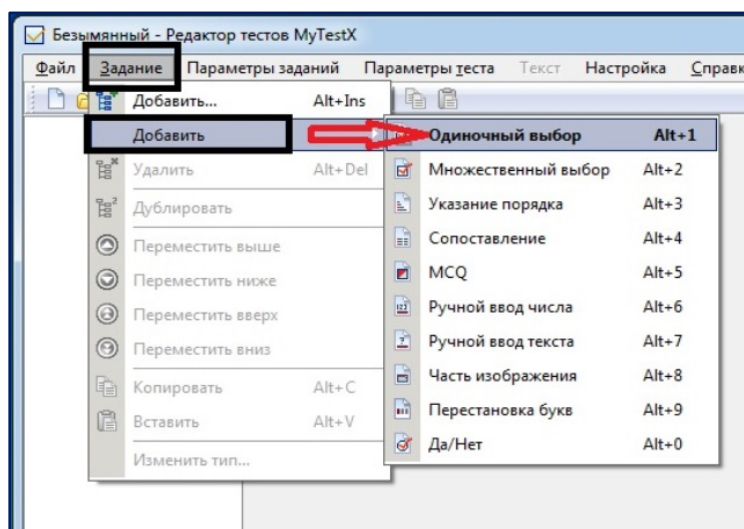 Безымянный - Редактор тестов MyTestX
Файл Задание Параметры заданий Параметры теста Текст Настройка Справк
Добавить... Alt+Ins
Добавить
Удалить Alt+Del
Дублировать
Переместить выше
Переместить ниже
Переместить вверх
Переместить вниз
Копировать Alt+C
Вставить Alt+V
Изменить тип...
Одиночный выбор Alt+1
Множественный выбор Alt+2
Указание порядка Alt+3
Сопоставление Alt+4
MCQ Alt+5
Ручной ввод числа Alt+6
Ручной ввод текста Alt+7
Часть изображения Alt+8
Перестановка букв Alt+9
Да/Нет Alt+0